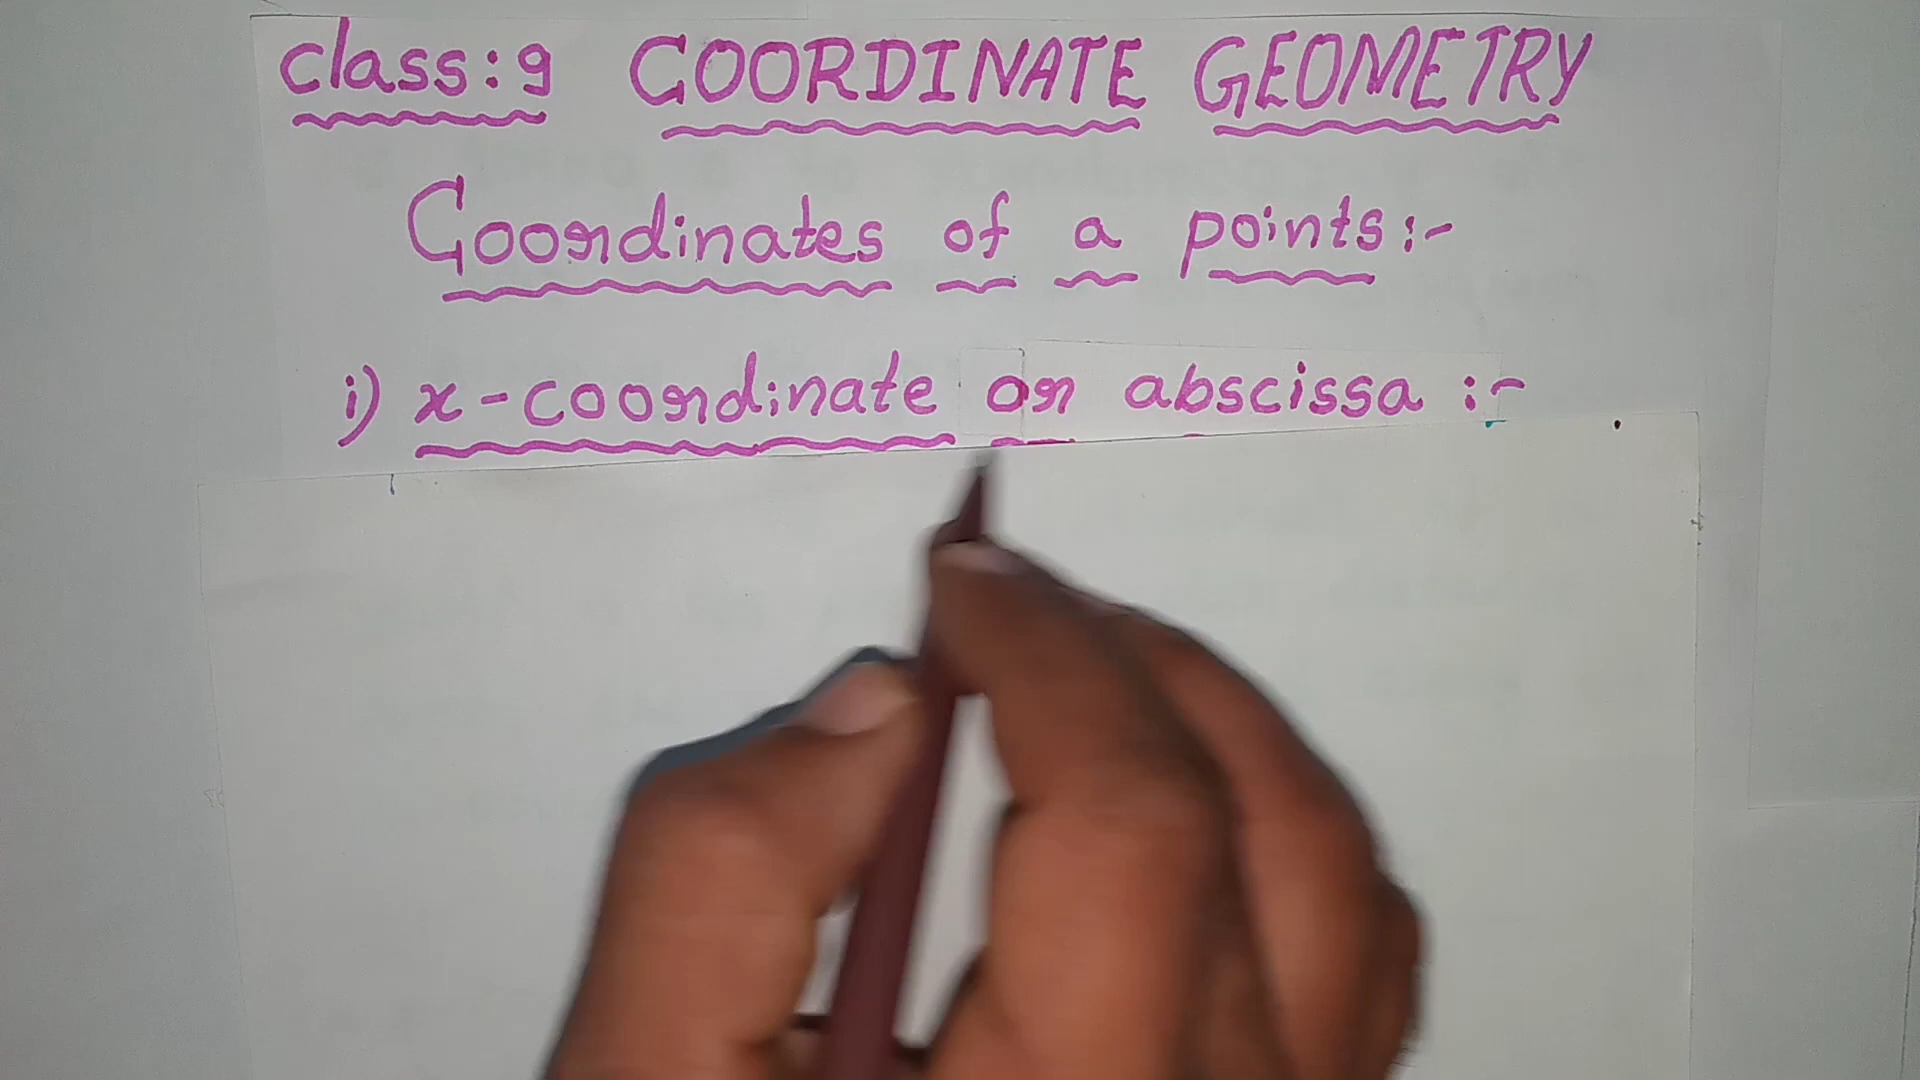 class:9 COORDINATE GEOMETRY
Coordinates of a points:-
i) x-coordinate or abscissa :-